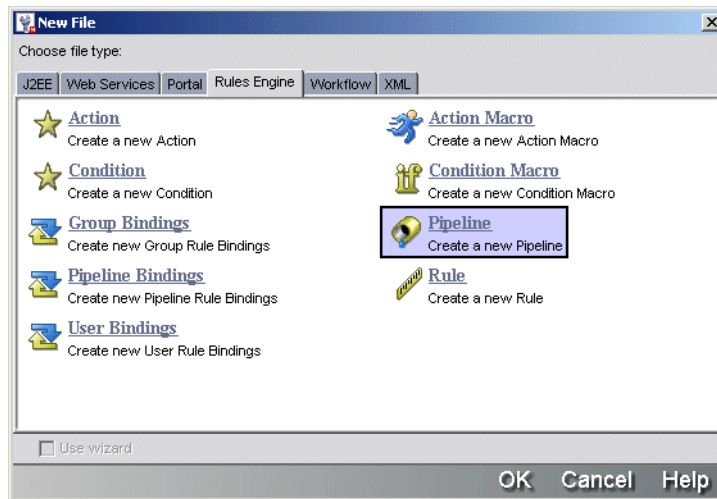 New File
Choose file type:
J2EE Web Services Portal Rules Engine Workflow XML
Action
Create a new Action
Action Macro
Create a new Action Macro
Condition
Create a new Condition
Condition Macro
Create a new Condition Macro
Group Bindings
Create new Group Rule Bindings
Pipeline
Create a new Pipeline
Pipeline Bindings
Create new Pipeline Rule Bindings
Rule
Create a new Rule
User Bindings
Create new User Rule Bindings
Use wizard
OK Cancel Help